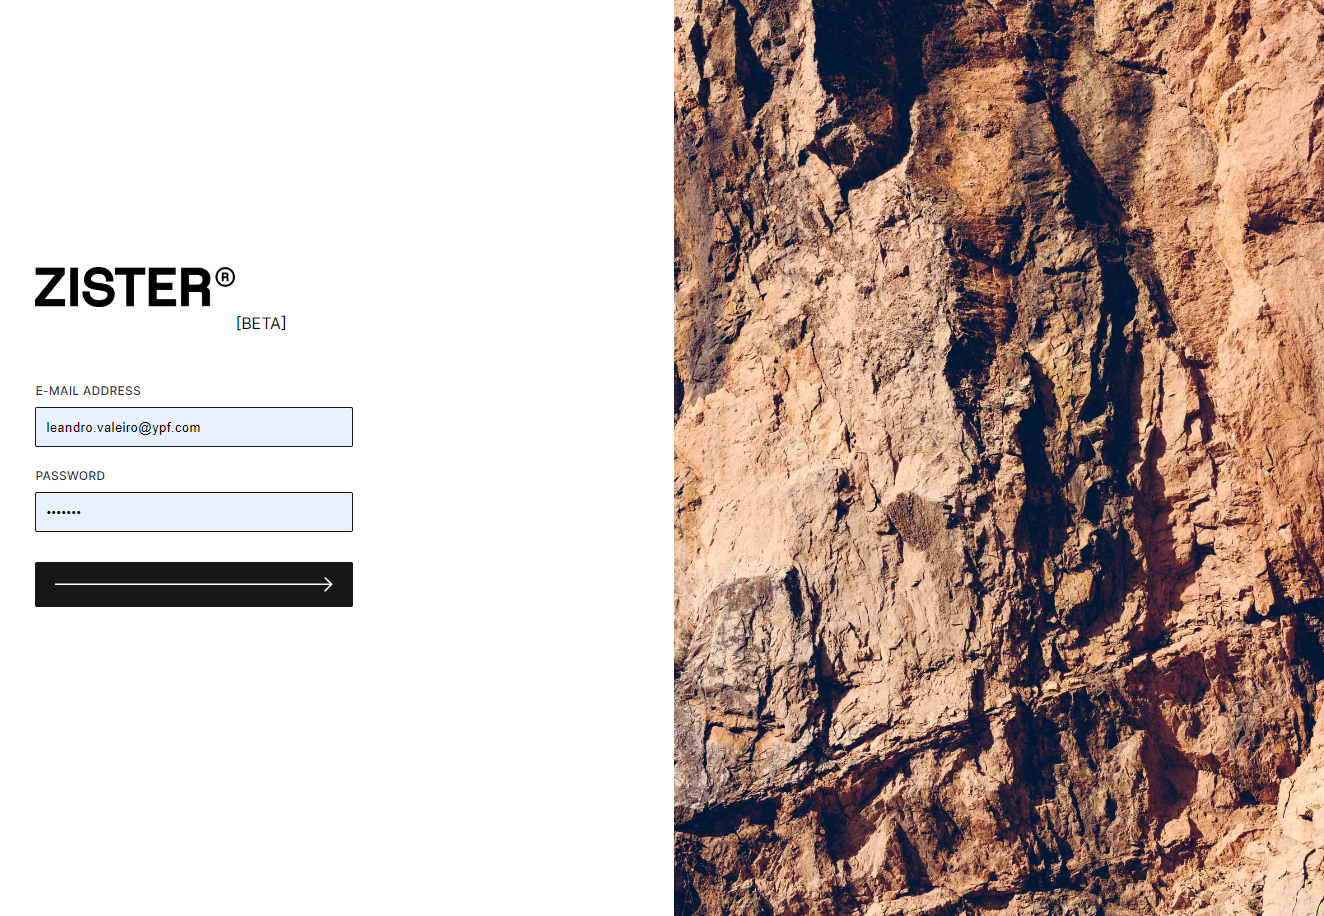 ZISTER®
[BETA]
E-MAIL ADDRESS
leandro.valeiro@ypf.com
PASSWORD
•••••••